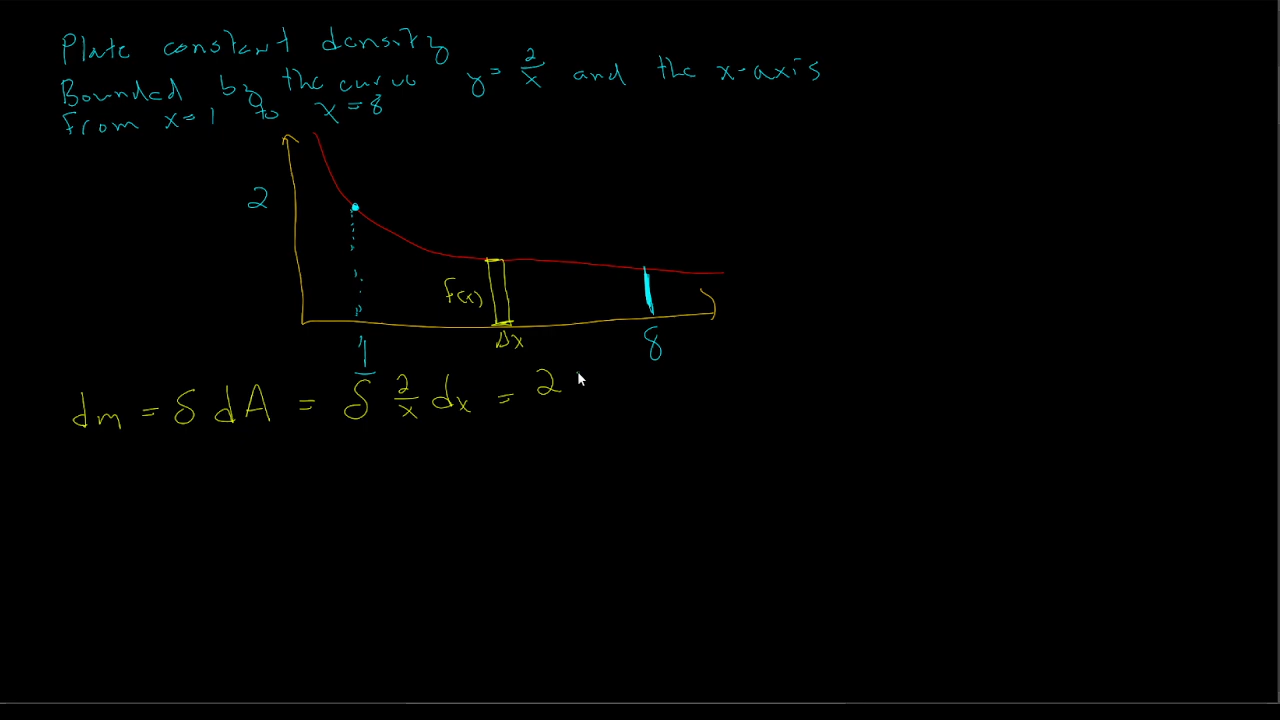 Plate constant density
Bounded by the curve y = 2/x and the x-axis
from x=1 to x=8
2
f(x)
Δx
1
8
dm = δ dA = δ 2/x dx = 2